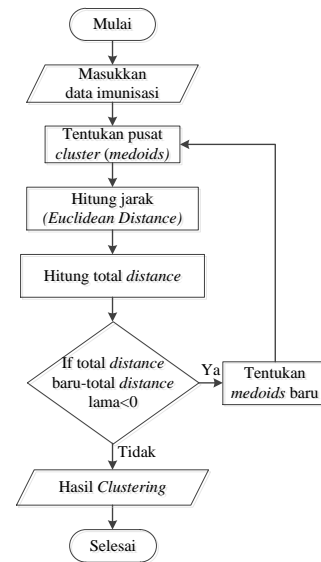 Mulai
Masukkan
data imunisasi
Tentukan pusat
cluster (medoids)
Hitung jarak
(Euclidean Distance)
Hitung total distance
If total distance
baru-total distance
lama<0
Ya
Tentukan
medoids baru
Tidak
Hasil Clustering
Selesai